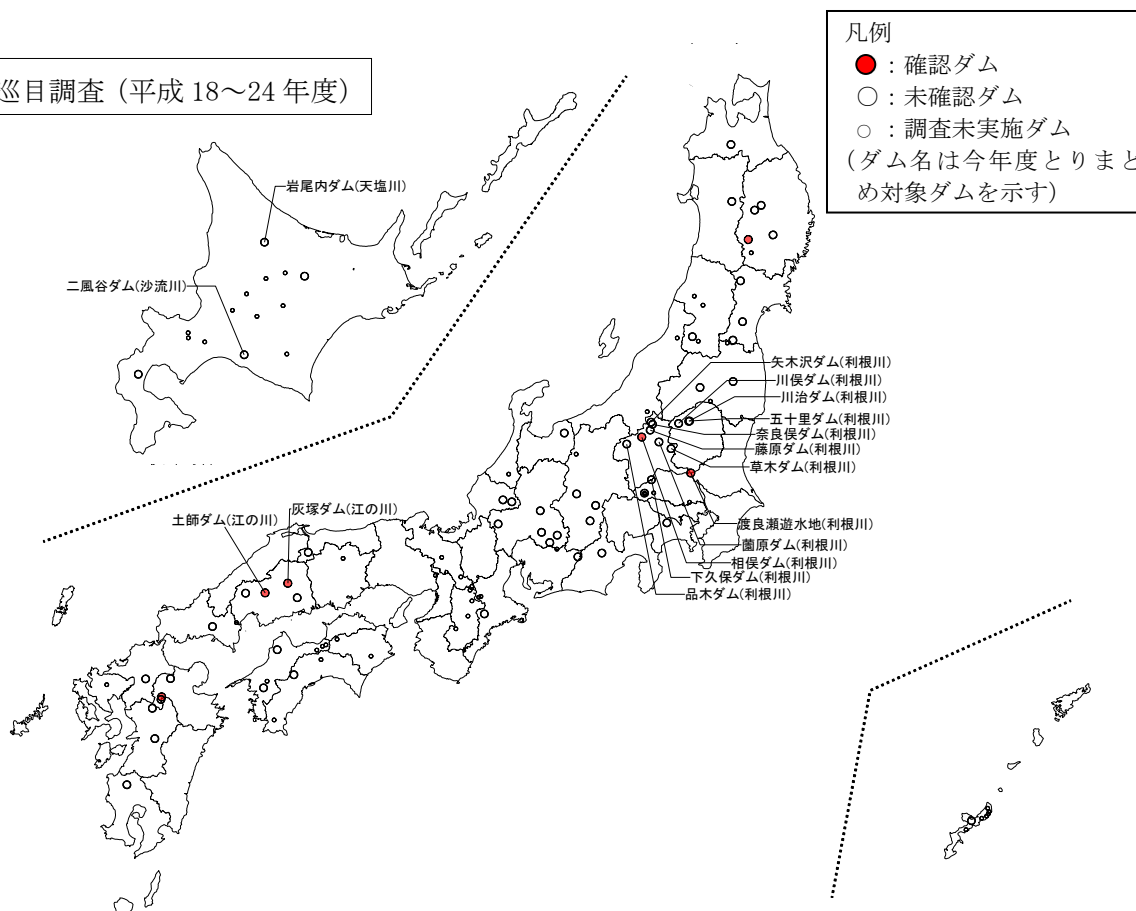 巡目調査（平成 18～24 年度）
凡例
：確認ダム
：未確認ダム
：調査未実施ダム
（ダム名は今年度とりまと
め対象ダムを示す）
岩尾内ダム(天塩川)
二風谷ダム(沙流川)
矢木沢ダム(利根川)
川俣ダム(利根川)
川治ダム(利根川)
五十里ダム(利根川)
奈良俣ダム(利根川)
藤原ダム(利根川)
草木ダム(利根川)
渡良瀬遊水地(利根川)
薗原ダム(利根川)
相俣ダム(利根川)
下久保ダム(利根川)
品木ダム(利根川)
灰塚ダム(江の川)
土師ダム(江の川)